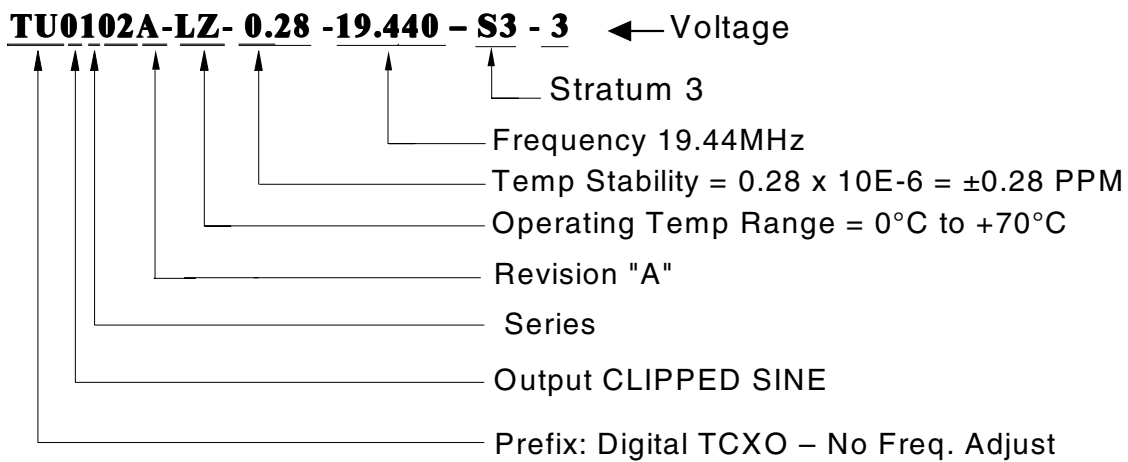 TU0102A-LZ- 0.28 -19.440 – S3 - 3 Voltage
Stratum 3
Frequency 19.44MHz
Temp Stability = 0.28 x 10E-6 = ±0.28 PPM
Operating Temp Range = 0°C to +70°C
Revision "A"
Series
Output CLIPPED SINE
Prefix: Digital TCXO – No Freq. Adjust